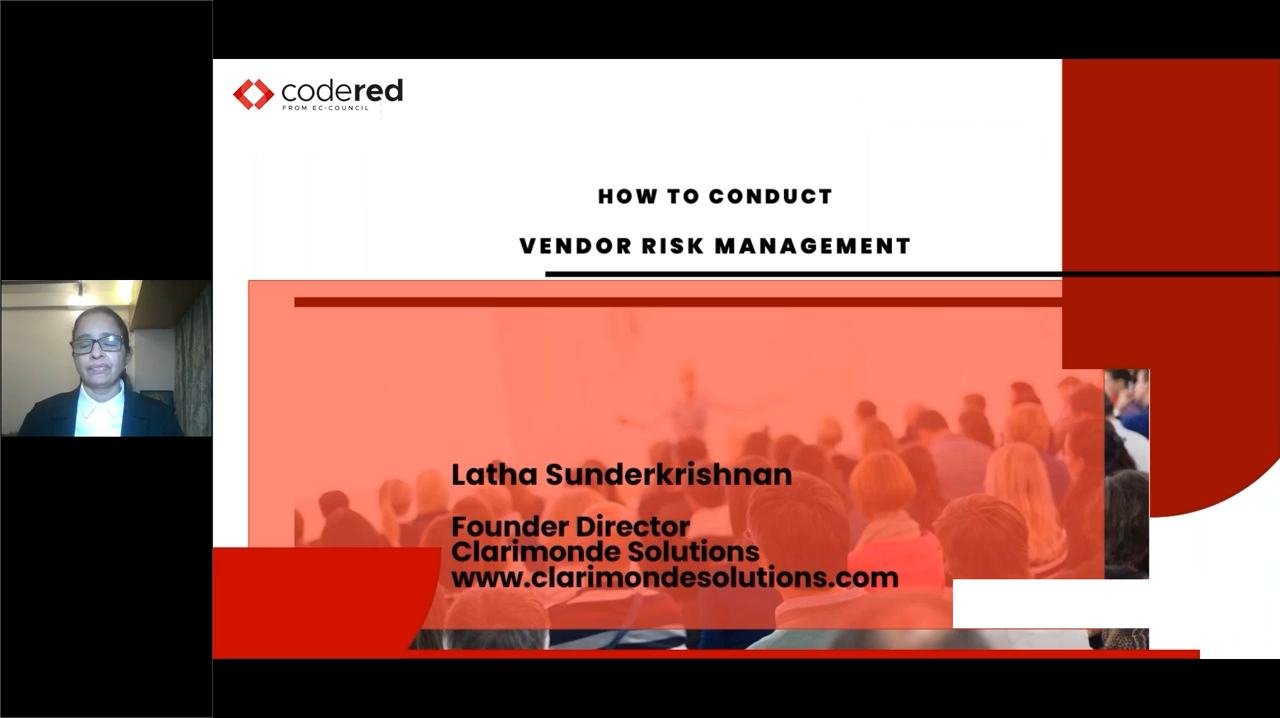 codered
FROM EC-COUNCIL
HOW TO CONDUCT
VENDOR RISK MANAGEMENT
Latha Sunderkrishnan
Founder Director
Clarimonde Solutions
www.clarimondesolutions.com